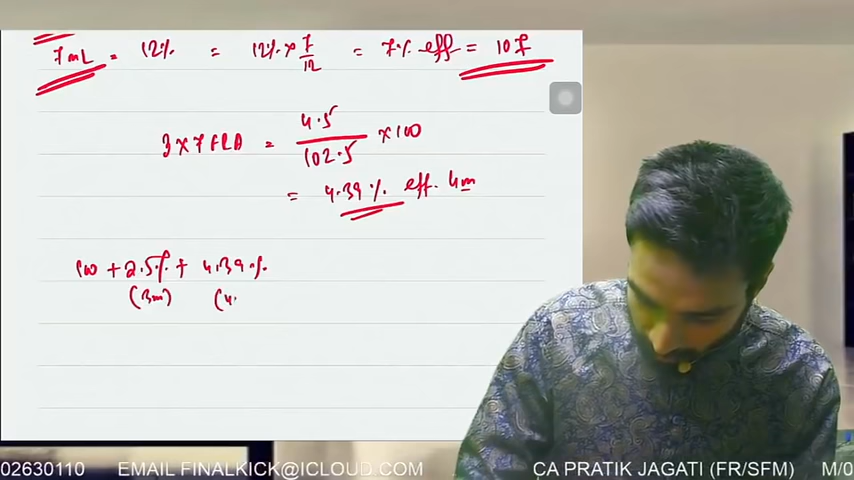 7mL = 12% = 12% × 7/12 = 7% eff = 107
3×7 FRA = 4.5/102.5 ×100
= 4.39% eff. 4m
100 + 2.5% + 4.39%
(3m) (4.
02630110 EMAIL FINALKICK@ICLOUD.COM CA PRATIK JAGATI (FR/SFM) M/0